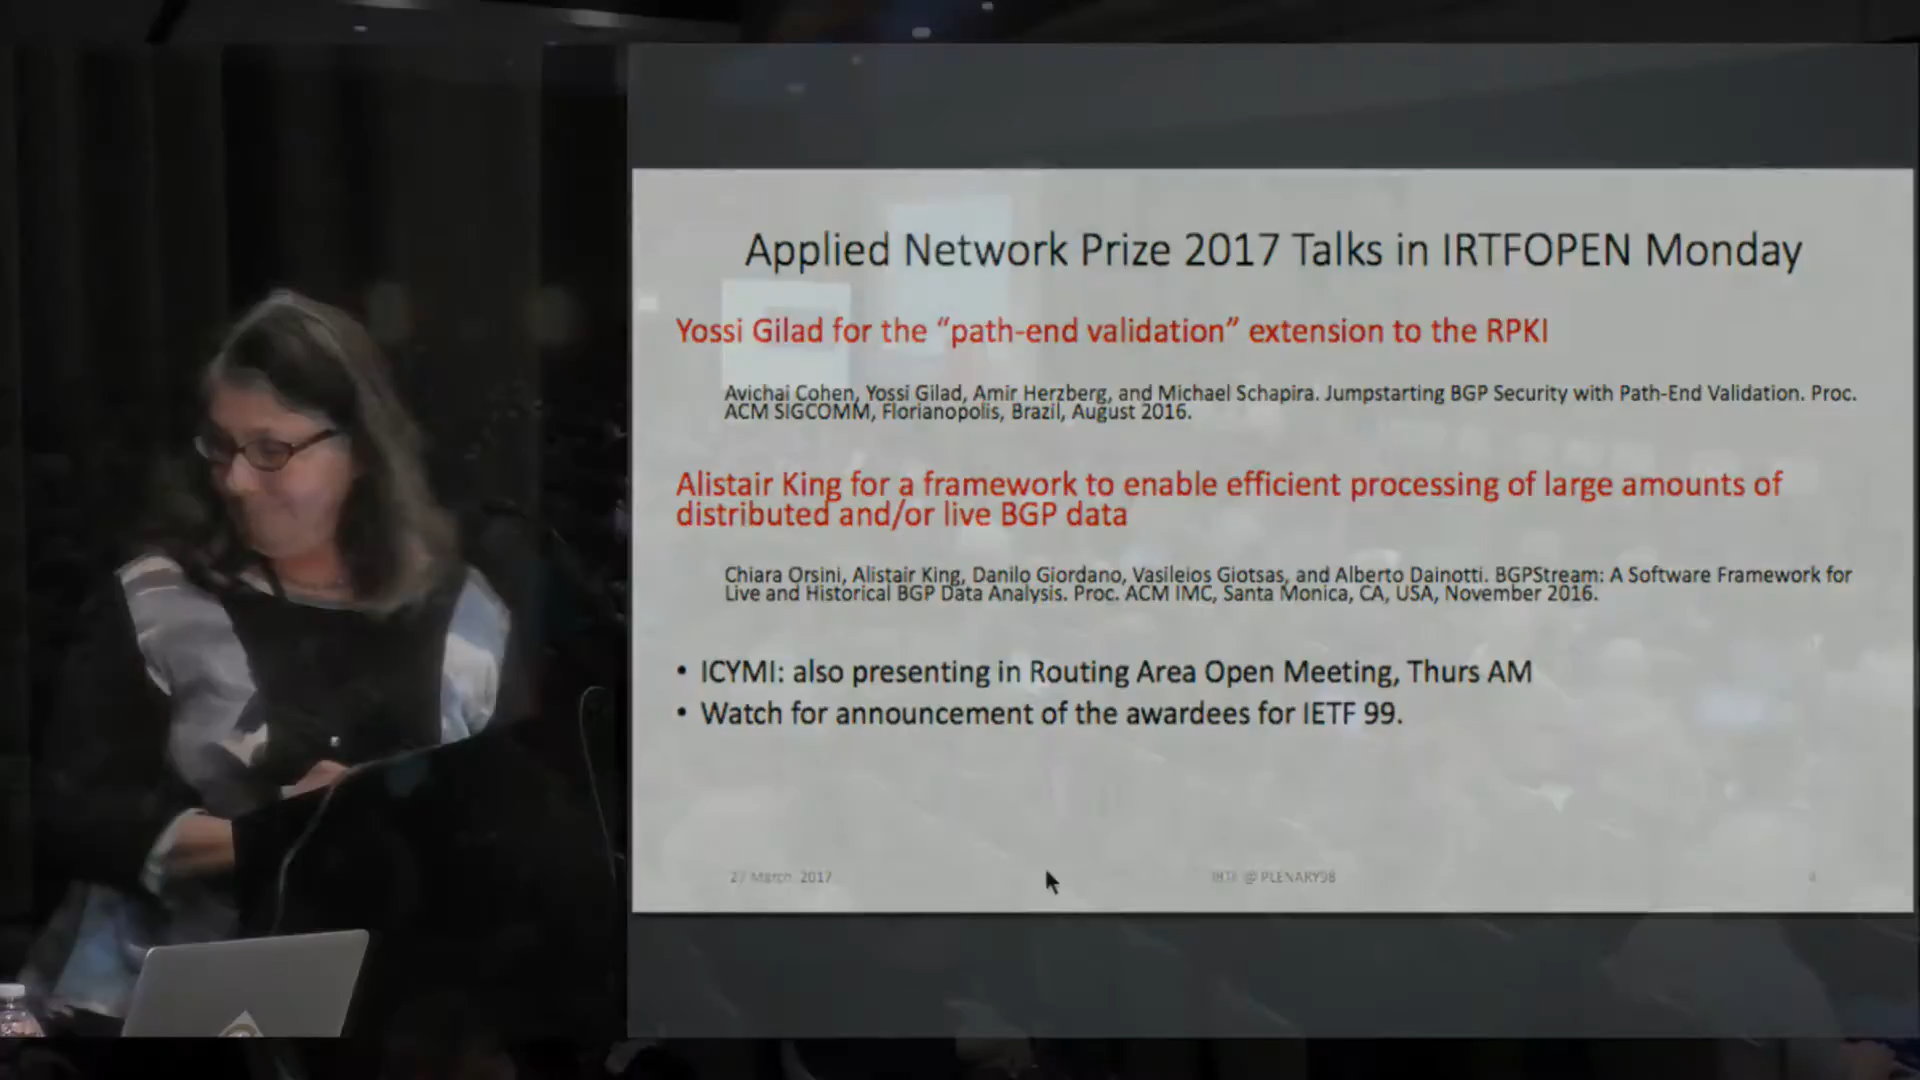 Applied Network Prize 2017 Talks in IRTFOPEN Monday
Yossi Gilad for the “path-end validation” extension to the RPKI
Avichai Cohen, Yossi Gilad, Amir Herzberg, and Michael Schapira. Jumpstarting BGP Security with Path-End Validation. Proc.
ACM SIGCOMM, Florianopolis, Brazil, August 2016.
Alistair King for a framework to enable efficient processing of large amounts of
distributed and/or live BGP data
Chiara Orsini, Alistair King, Danilo Giordano, Vasileios Giotsas, and Alberto Dainotti. BGPStream: A Software Framework for
Live and Historical BGP Data Analysis. Proc. ACM IMC, Santa Monica, CA, USA, November 2016.
• ICYMI: also presenting in Routing Area Open Meeting, Thurs AM
• Watch for announcement of the awardees for IETF 99.
27 March, 2017
IRTF @ PLENARY98
4